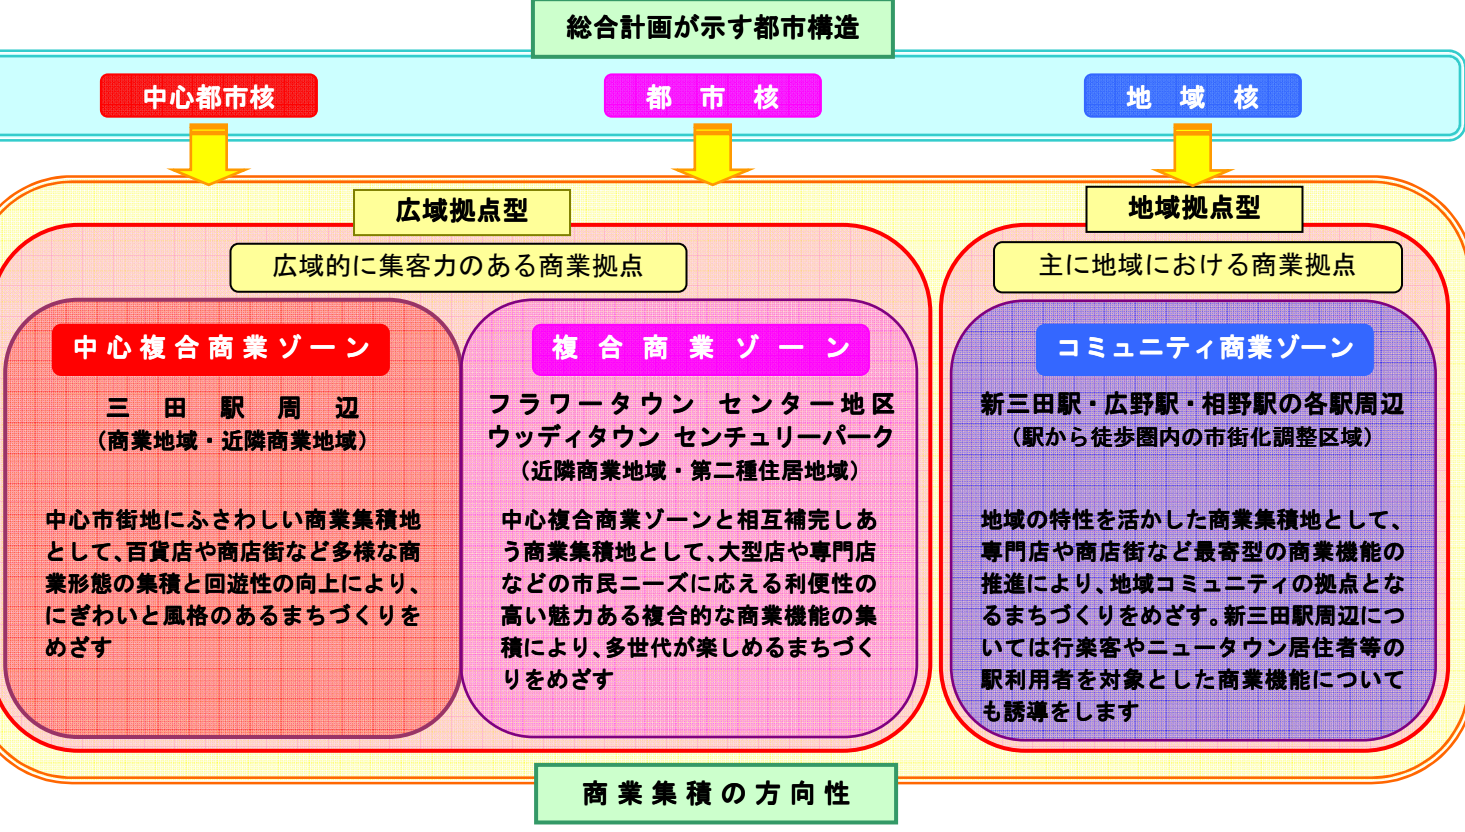 総合計画が示す都市構造
中心都市核
都市核
地域核
広域拠点型
広域的に集客力のある商業拠点
中心複合商業ゾーン
三田駅周辺
（商業地域・近隣商業地域）
中心市街地にふさわしい商業集積地
として、百貨店や商店街など多様な商
業形態の集積と回遊性の向上により、
にぎわいと風格のあるまちづくりを
めざす
複合商業ゾーン
フラワータウン センター地区
ウッディタウン センチュリーパーク
（近隣商業地域・第二種住居地域）
中心複合商業ゾーンと相互補完しあ
う商業集積地として、大型店や専門店
などの市民ニーズに応える利便性の
高い魅力ある複合的な商業機能の集
積により、多世代が楽しめるまちづく
りをめざす
地域拠点型
主に地域における商業拠点
コミュニティ商業ゾーン
新三田駅・広野駅・相野駅の各駅周辺
（駅から徒歩圏内の市街化調整区域）
地域の特性を活かした商業集積地として、
専門店や商店街など最寄型の商業機能の
推進により、地域コミュニティの拠点とな
るまちづくりをめざす。新三田駅周辺につ
いては行楽客やニュータウン居住者等の
駅利用者を対象とした商業機能について
も誘導をします
商業集積の方向性